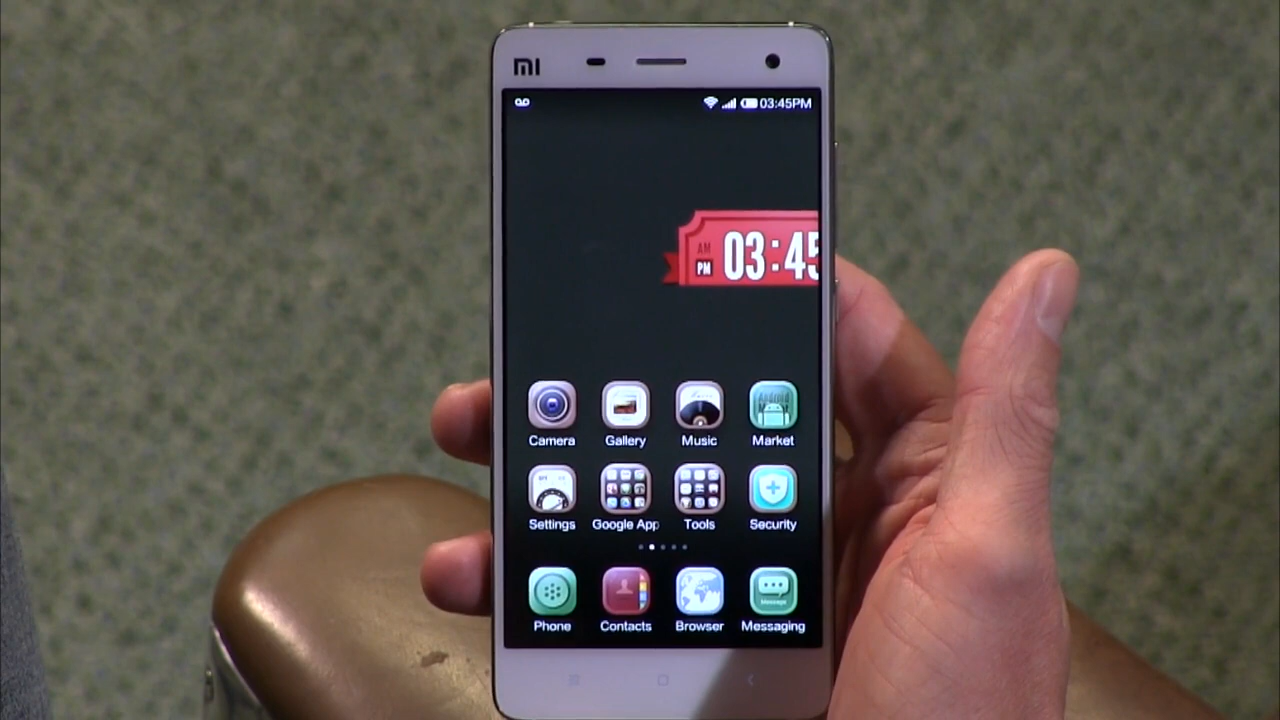 mi
03:45PM
AM
PM
03:45
Camera
Gallery
Music
Market
Settings
Google App
Tools
Security
Phone
Contacts
Browser
Messaging